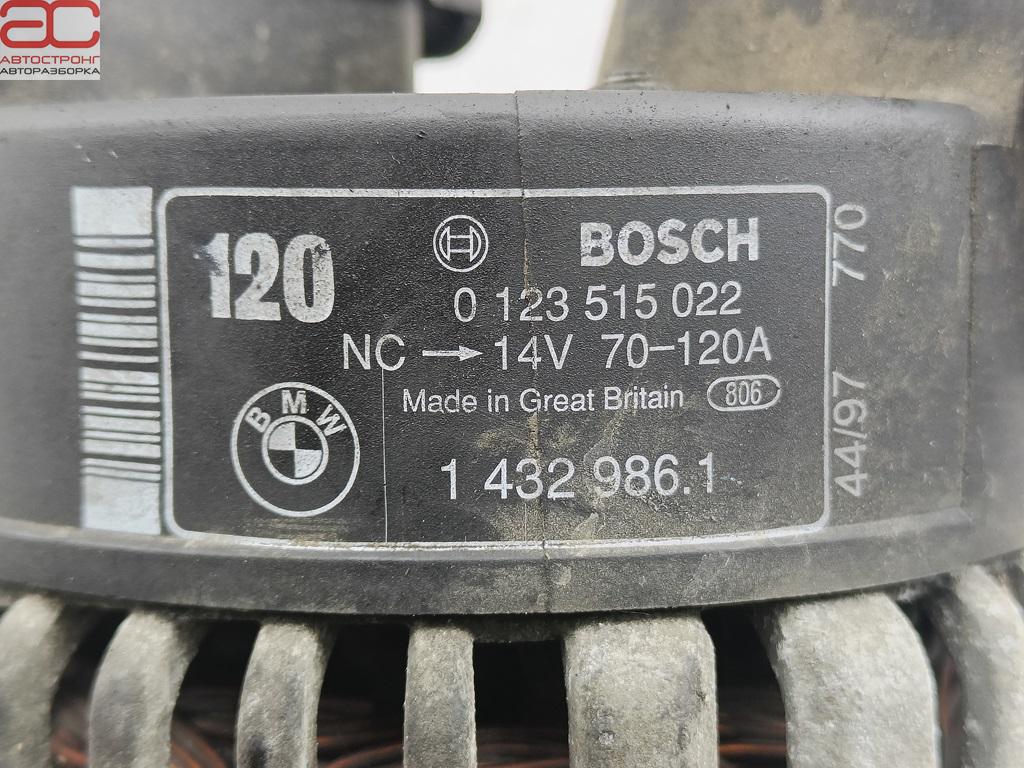 АС
АВТОСТРОНГ
АВТОРАЗБОРКА
120
BOSCH
0 123 515 022
NC → 14V 70-120A
Made in Great Britain 806
BMW
1 432 986.1
44/97 770